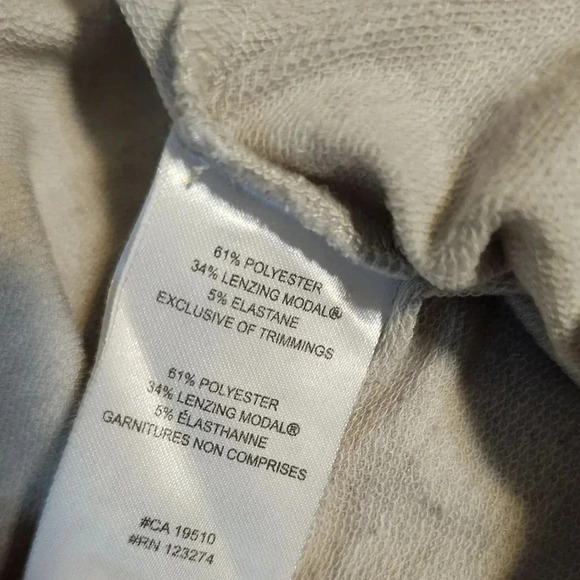 61% POLYESTER
34% LENZING MODAL®
5% ELASTANE
EXCLUSIVE OF TRIMMINGS
61% POLYESTER
34% LENZING MODAL®
5% ÉLASTHANNE
GARNITURES NON COMPRISES
#CA 19510
#RN 123274